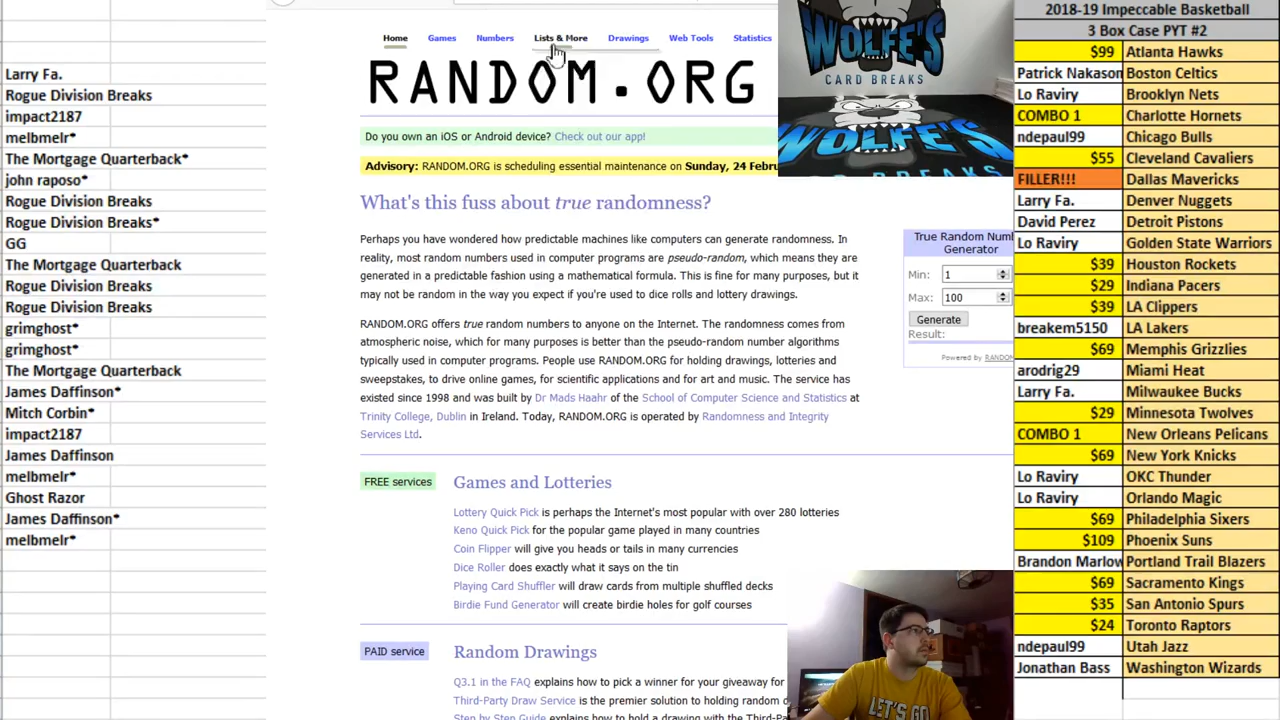 Larry Fa.
Rogue Division Breaks
impact2187
melbmelr*
The Mortgage Quarterback*
john raposo*
Rogue Division Breaks
Rogue Division Breaks*
GG
The Mortgage Quarterback
Rogue Division Breaks
Rogue Division Breaks
grimghost*
grimghost*
The Mortgage Quarterback
James Daffinson*
Mitch Corbin*
impact2187
James Daffinson
melbmelr*
Ghost Razor
James Daffinson*
melbmelr*
Home Games Numbers Lists & More Drawings Web Tools Statistics
RANDOM.ORG
Do you own an iOS or Android device? Check out our app!
Advisory: RANDOM.ORG is scheduling essential maintenance on Sunday, 24 Febru
What's this fuss about true randomness?
Perhaps you have wondered how predictable machines like computers can generate randomness. In
reality, most random numbers used in computer programs are pseudo-random, which means they are
generated in a predictable fashion using a mathematical formula. This is fine for many purposes, but it
may not be random in the way you expect if you're used to dice rolls and lottery drawings.
RANDOM.ORG offers true random numbers to anyone on the Internet. The randomness comes from
atmospheric noise, which for many purposes is better than the pseudo-random number algorithms
typically used in computer programs. People use RANDOM.ORG for holding drawings, lotteries and
sweepstakes, to drive online games, for scientific applications and for art and music. The service has
existed since 1998 and was built by Dr Mads Haahr of the School of Computer Science and Statistics at
Trinity College, Dublin in Ireland. Today, RANDOM.ORG is operated by Randomness and Integrity
Services Ltd.
True Random Num
Generator
Min: 1
Max: 100
Generate
Result:
Powered by RANDO
FREE services
Games and Lotteries
Lottery Quick Pick is perhaps the Internet's most popular with over 280 lotteries
Keno Quick Pick for the popular game played in many countries
Coin Flipper will give you heads or tails in many currencies
Dice Roller does exactly what it says on the tin
Playing Card Shuffler will draw cards from multiple shuffled decks
Birdie Fund Generator will create birdie holes for golf courses
PAID service
Random Drawings
Q3.1 in the FAQ explains how to pick a winner for your giveaway for
Third-Party Draw Service is the premier solution to holding random d
Step by Step Guide explains how to hold a drawing with the Third-Part
WOLFE'S
CARD BREAKS
WOLFE'S
LET'S GO
2018-19 Impeccable Basketball
3 Box Case PYT #2
$99 Atlanta Hawks
Patrick Nakason Boston Celtics
Lo Raviry Brooklyn Nets
COMBO 1 Charlotte Hornets
ndepaul99 Chicago Bulls
$55 Cleveland Cavaliers
FILLER!!! Dallas Mavericks
Larry Fa. Denver Nuggets
David Perez Detroit Pistons
Lo Raviry Golden State Warriors
$39 Houston Rockets
$29 Indiana Pacers
$39 LA Clippers
breakem5150 LA Lakers
$69 Memphis Grizzlies
arodrig29 Miami Heat
Larry Fa. Milwaukee Bucks
$29 Minnesota Twolves
COMBO 1 New Orleans Pelicans
$69 New York Knicks
Lo Raviry OKC Thunder
Lo Raviry Orlando Magic
$69 Philadelphia Sixers
$109 Phoenix Suns
Brandon Marlow Portland Trail Blazers
$69 Sacramento Kings
$35 San Antonio Spurs
$24 Toronto Raptors
ndepaul99 Utah Jazz
Jonathan Bass Washington Wizards